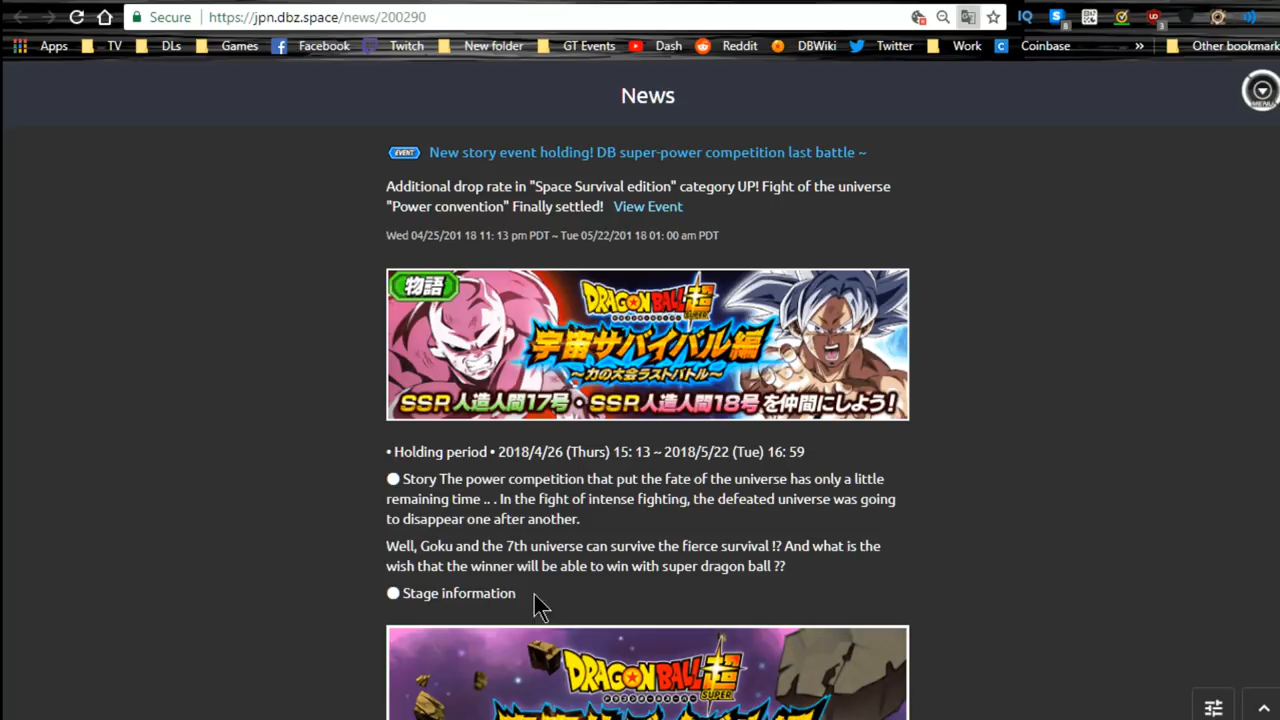 Secure https://jpn.dbz.space/news/200290
Apps TV DLs Games Facebook Twitch New folder GT Events Dash Reddit DBWiki Twitter Work Coinbase » Other bookmark
News
MENU
EVENT New story event holding! DB super-power competition last battle ~
Additional drop rate in "Space Survival edition" category UP! Fight of the universe
"Power convention" Finally settled! View Event
Wed 04/25/201 18 11: 13 pm PDT ~ Tue 05/22/201 18 01: 00 am PDT
物語
DRAGON BALL超
宇宙サバイバル編
～力の大会ラストバトル～
SSR人造人間17号・SSR人造人間18号を仲間にしよう!
• Holding period • 2018/4/26 (Thurs) 15: 13 ~ 2018/5/22 (Tue) 16: 59
Story The power competition that put the fate of the universe has only a little
remaining time .. . In the fight of intense fighting, the defeated universe was going
to disappear one after another.
Well, Goku and the 7th universe can survive the fierce survival !? And what is the
wish that the winner will be able to win with super dragon ball ??
Stage information
DRAGON BALL超
SUPER